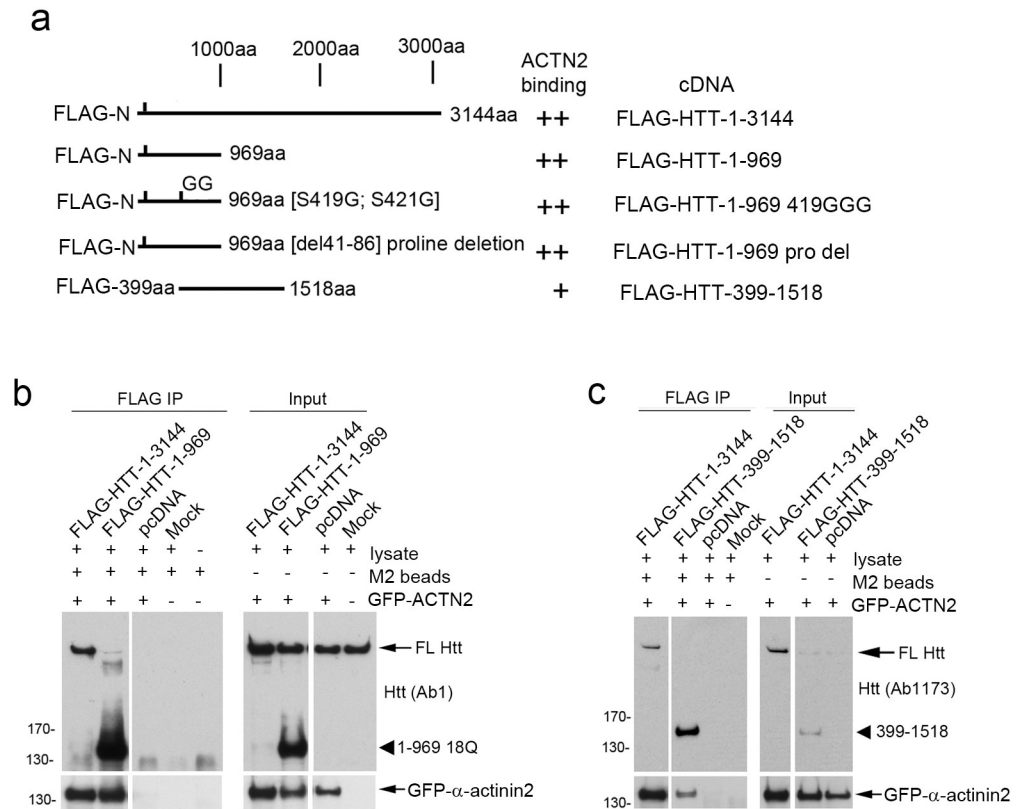 a
1000aa 2000aa 3000aa
ACTN2
binding
cDNA
FLAG-N 3144aa ++ FLAG-HTT-1-3144
FLAG-N 969aa ++ FLAG-HTT-1-969
GG
FLAG-N 969aa [S419G; S421G] ++ FLAG-HTT-1-969 419GGG
FLAG-N 969aa [del41-86] proline deletion ++ FLAG-HTT-1-969 pro del
FLAG-399aa 1518aa + FLAG-HTT-399-1518
b
FLAG IP Input
FLAG-HTT-1-3144 FLAG-HTT-1-969 pcDNA Mock FLAG-HTT-1-3144 FLAG-HTT-1-969 pcDNA Mock
+ + + + - + + + + lysate
+ + + + + - - - - M2 beads
+ + + - - + + + - GFP-ACTN2
FL Htt
Htt (Ab1)
170-
1-969 18Q
130-
GFP-α-actinin2
130-
c
FLAG IP Input
FLAG-HTT-1-3144 FLAG-HTT-399-1518 pcDNA Mock FLAG-HTT-1-3144 FLAG-HTT-399-1518 pcDNA
+ + + + + + + lysate
+ + + + - - - M2 beads
+ + + - + + + GFP-ACTN2
FL Htt
Htt (Ab1173)
170-
399-1518
130-
GFP-α-actinin2
130-